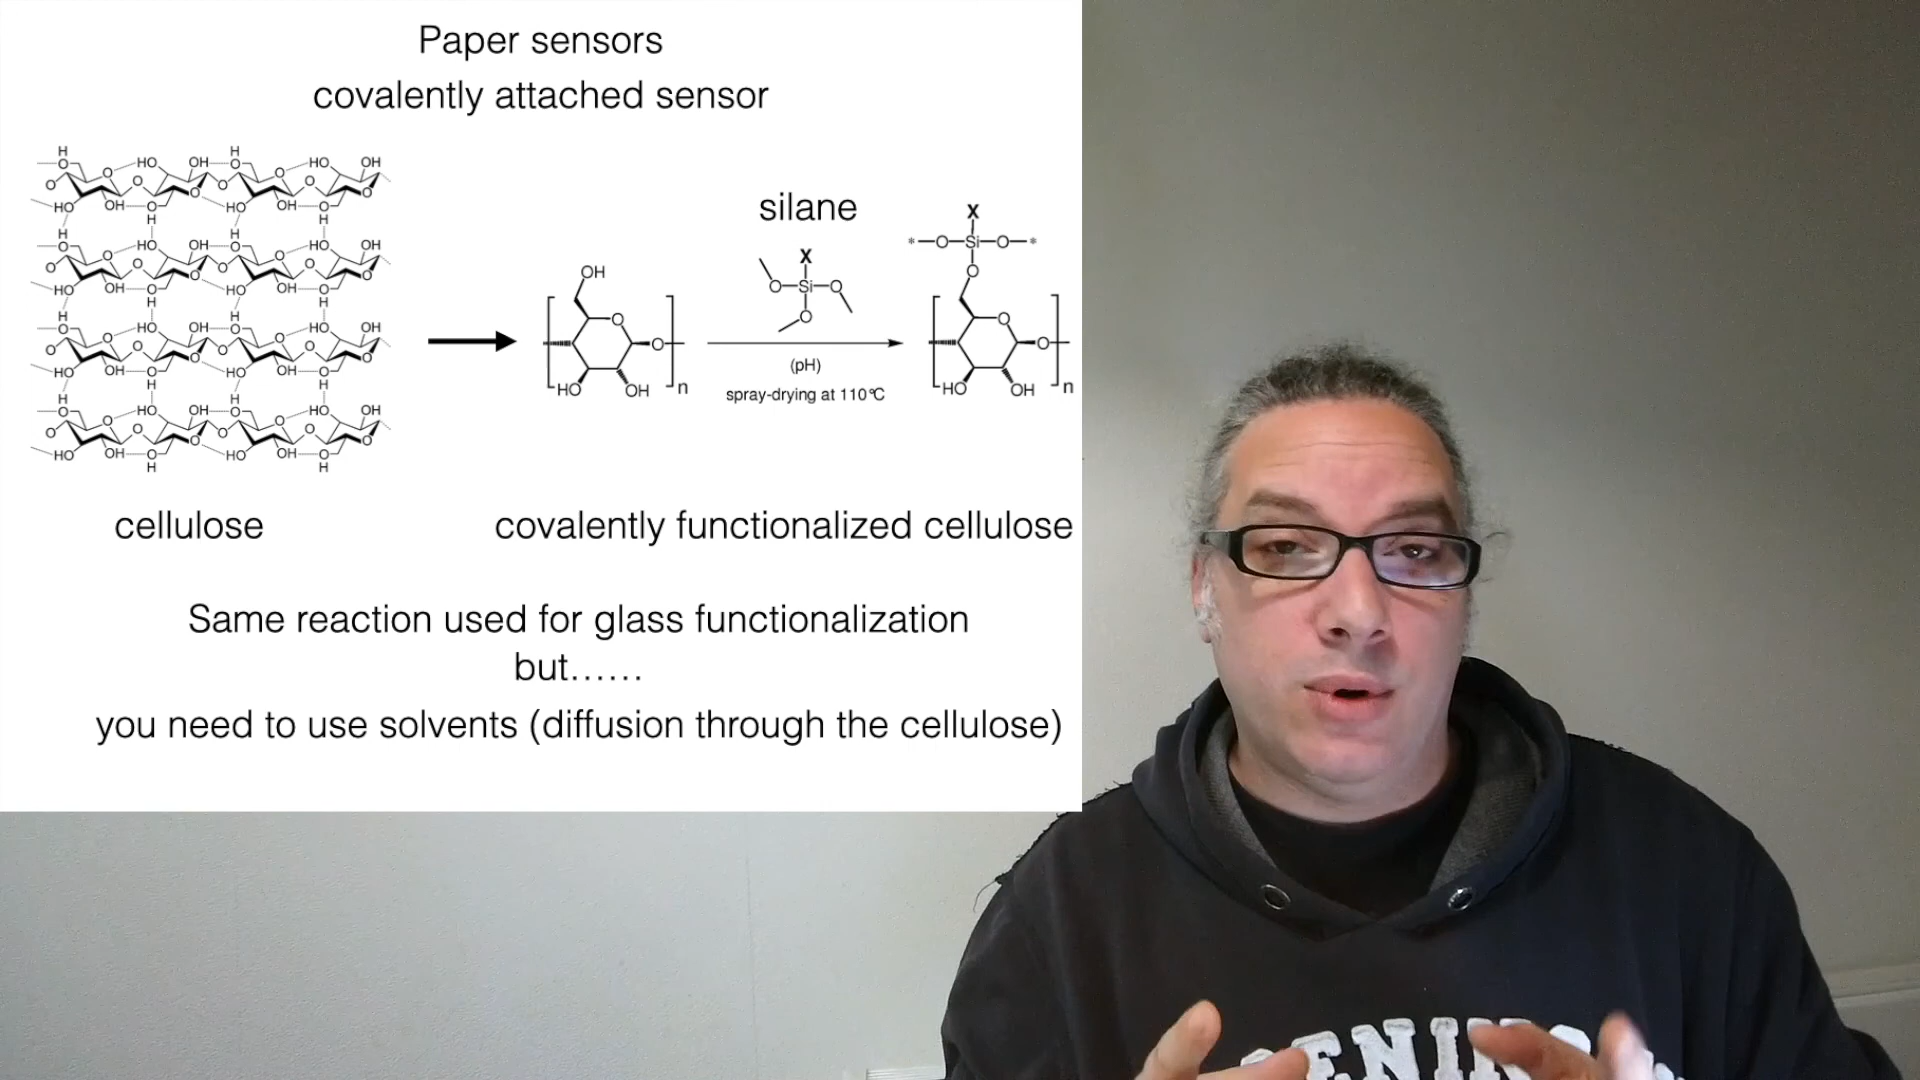 Paper sensors
covalently attached sensor
silane
X
Si
O
O
O
(pH)
spray-drying at 110°C
OH
O
O
HO
OH
n
X
*
O
Si
O
*
O
O
O
HO
OH
n
cellulose
covalently functionalized cellulose
Same reaction used for glass functionalization
but......
you need to use solvents (diffusion through the cellulose)